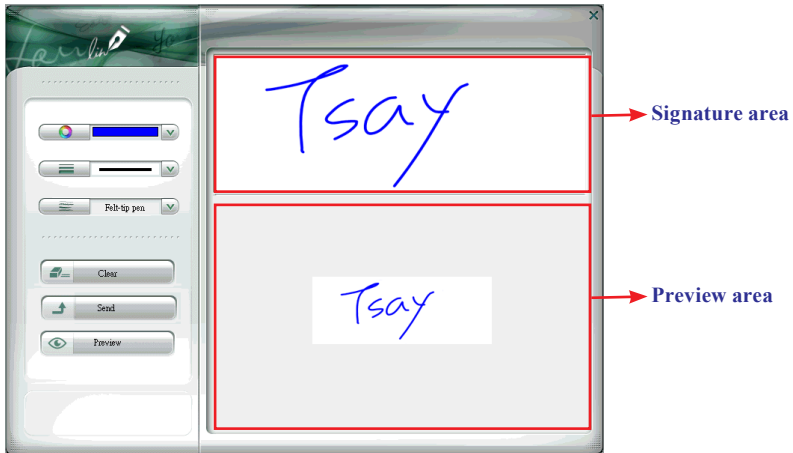 Tsay
Signature area
Felt-tip pen
Clear
Send
Preview
Tsay
Preview area